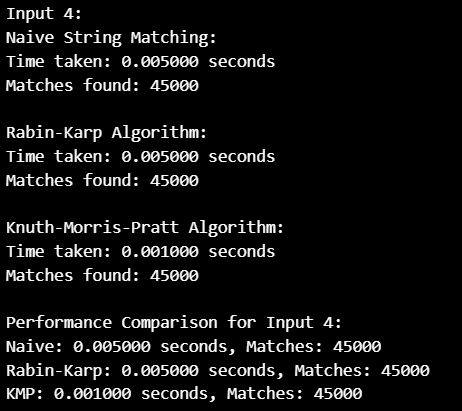 Input 4:
Naive String Matching:
Time taken: 0.005000 seconds
Matches found: 45000
Rabin-Karp Algorithm:
Time taken: 0.005000 seconds
Matches found: 45000
Knuth-Morris-Pratt Algorithm:
Time taken: 0.001000 seconds
Matches found: 45000
Performance Comparison for Input 4:
Naive: 0.005000 seconds, Matches: 45000
Rabin-Karp: 0.005000 seconds, Matches: 45000
KMP: 0.001000 seconds, Matches: 45000